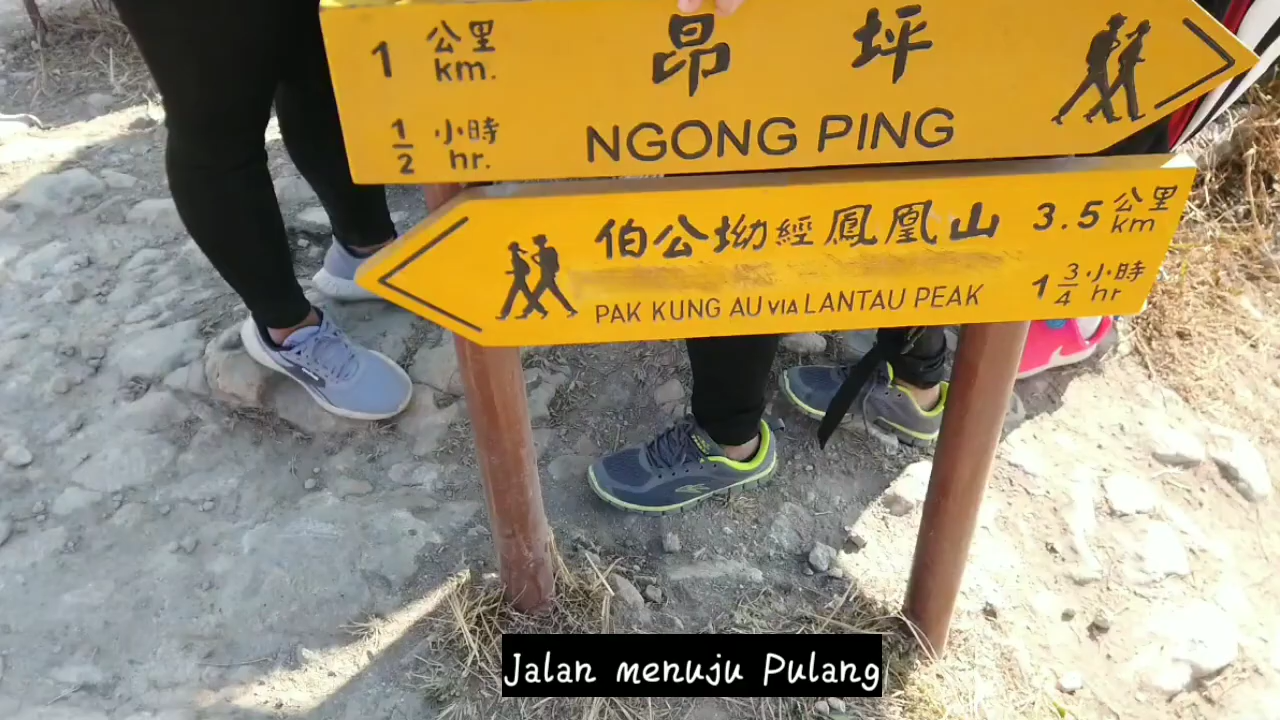 1 公里 km.
昂坪
1/2 小時 hr.
NGONG PING
伯公坳經鳳凰山
3.5 公里 km
PAK KUNG AU VIA LANTAU PEAK
1 3/4 小時 hr
Jalan menuju Pulang